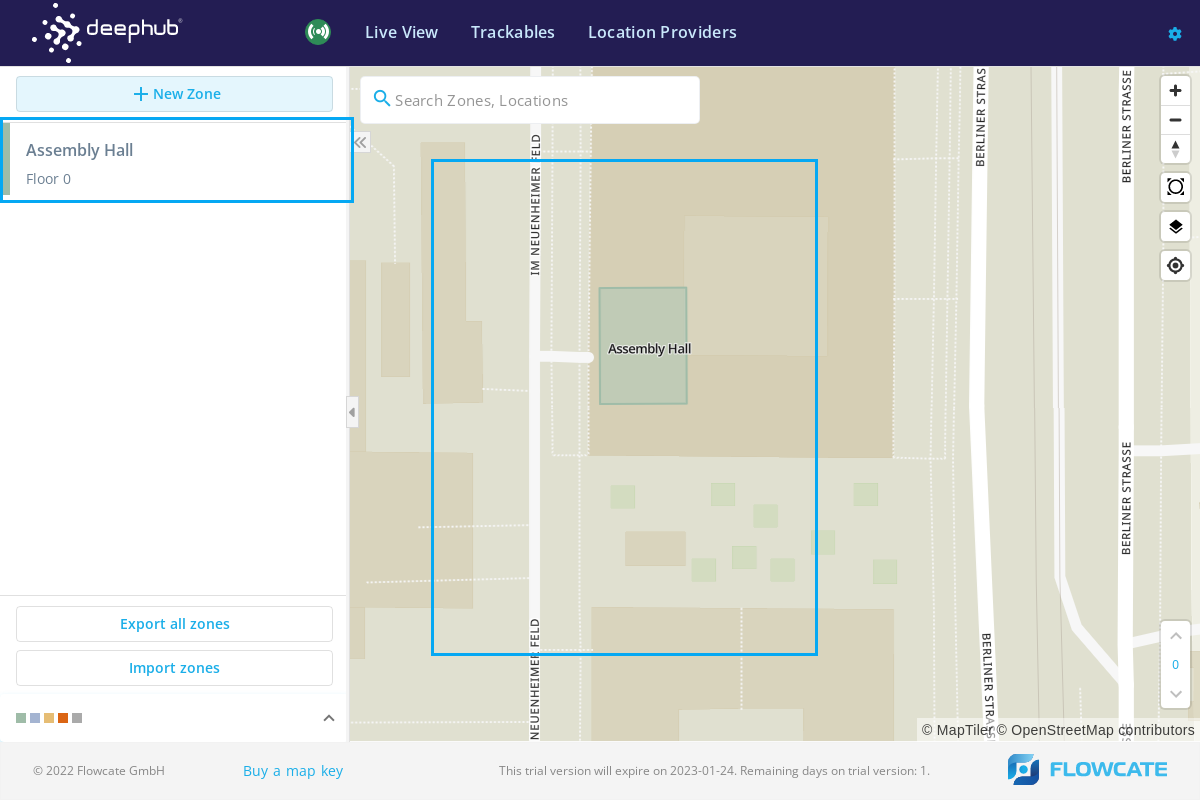 deephub
Live View
Trackables
Location Providers
New Zone
Search Zones, Locations
Assembly Hall
Floor 0
IM NEUENHEIMER FELD
BERLINER STRAS
BERLINER STRASSE
Assembly Hall
BERLINER STRASSE
Export all zones
Import zones
NEUENHEIMER FELD
BERLINER STRASSE
0
© MapTiler © OpenStreetMap contributors
© 2022 Flowcate GmbH
Buy a map key
This trial version will expire on 2023-01-24. Remaining days on trial version: 1.
FLOWCATE